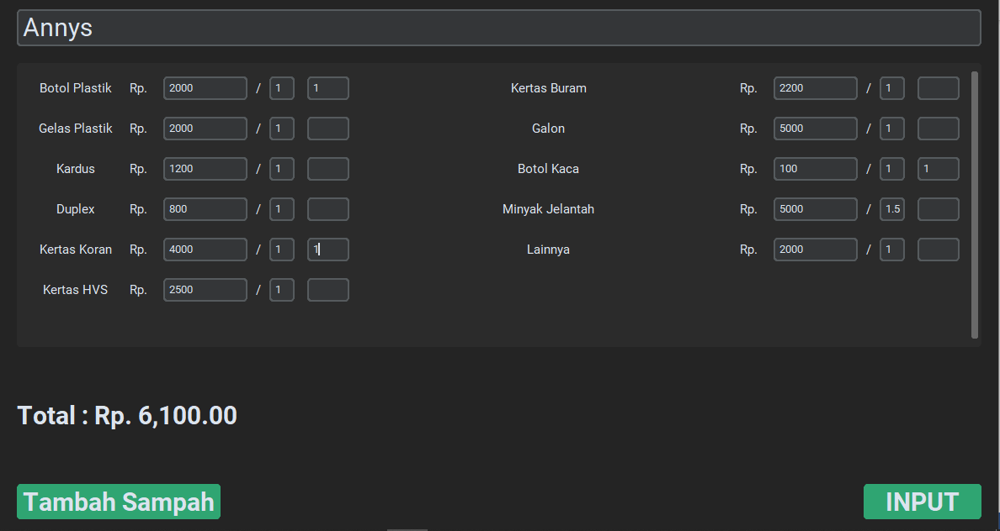 Annys
Botol Plastik Rp. 2000 / 1 1 Kertas Buram Rp. 2200 / 1
Gelas Plastik Rp. 2000 / 1 Galon Rp. 5000 / 1
Kardus Rp. 1200 / 1 Botol Kaca Rp. 100 / 1 1
Duplex Rp. 800 / 1 Minyak Jelantah Rp. 5000 / 1.5
Kertas Koran Rp. 4000 / 1 1 Lainnya Rp. 2000 / 1
Kertas HVS Rp. 2500 / 1
Total : Rp. 6,100.00
Tambah Sampah INPUT